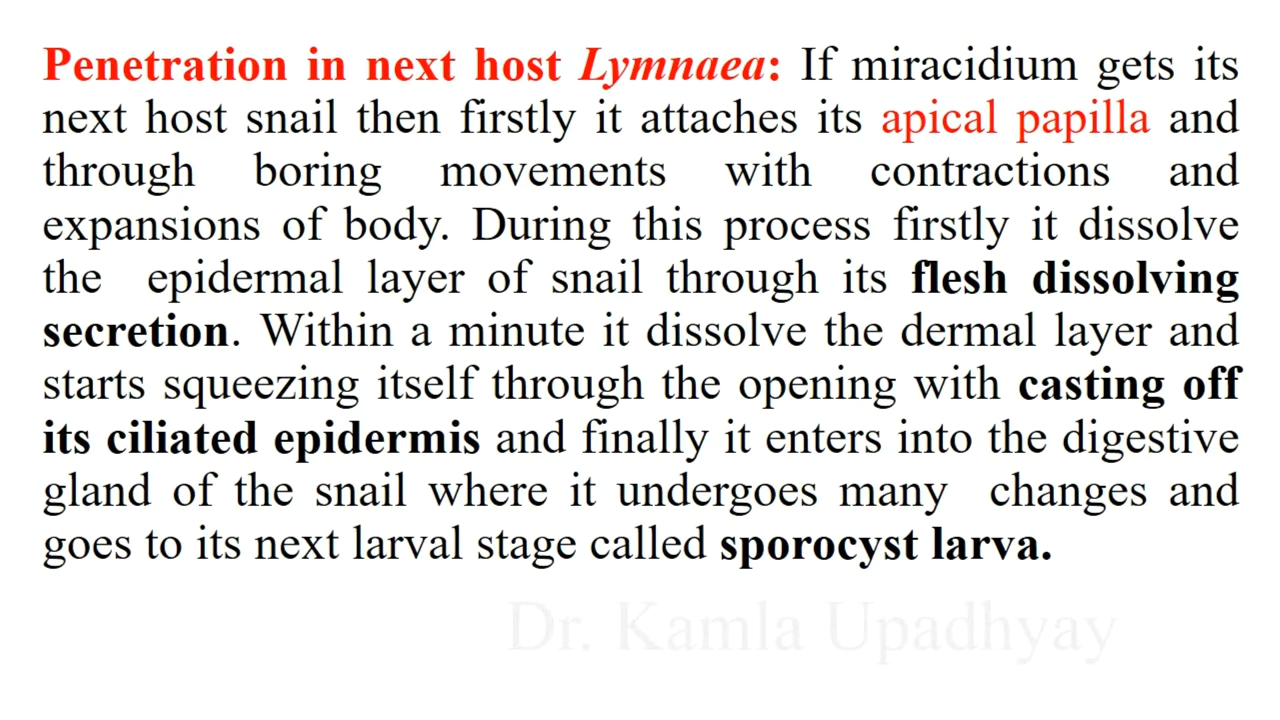 Penetration in next host Lymnaea: If miracidium gets its
next host snail then firstly it attaches its apical papilla and
through boring movements with contractions and
expansions of body. During this process firstly it dissolve
the epidermal layer of snail through its flesh dissolving
secretion. Within a minute it dissolve the dermal layer and
starts squeezing itself through the opening with casting off
its ciliated epidermis and finally it enters into the digestive
gland of the snail where it undergoes many changes and
goes to its next larval stage called sporocyst larva.
Dr. Kamla Upadhyay